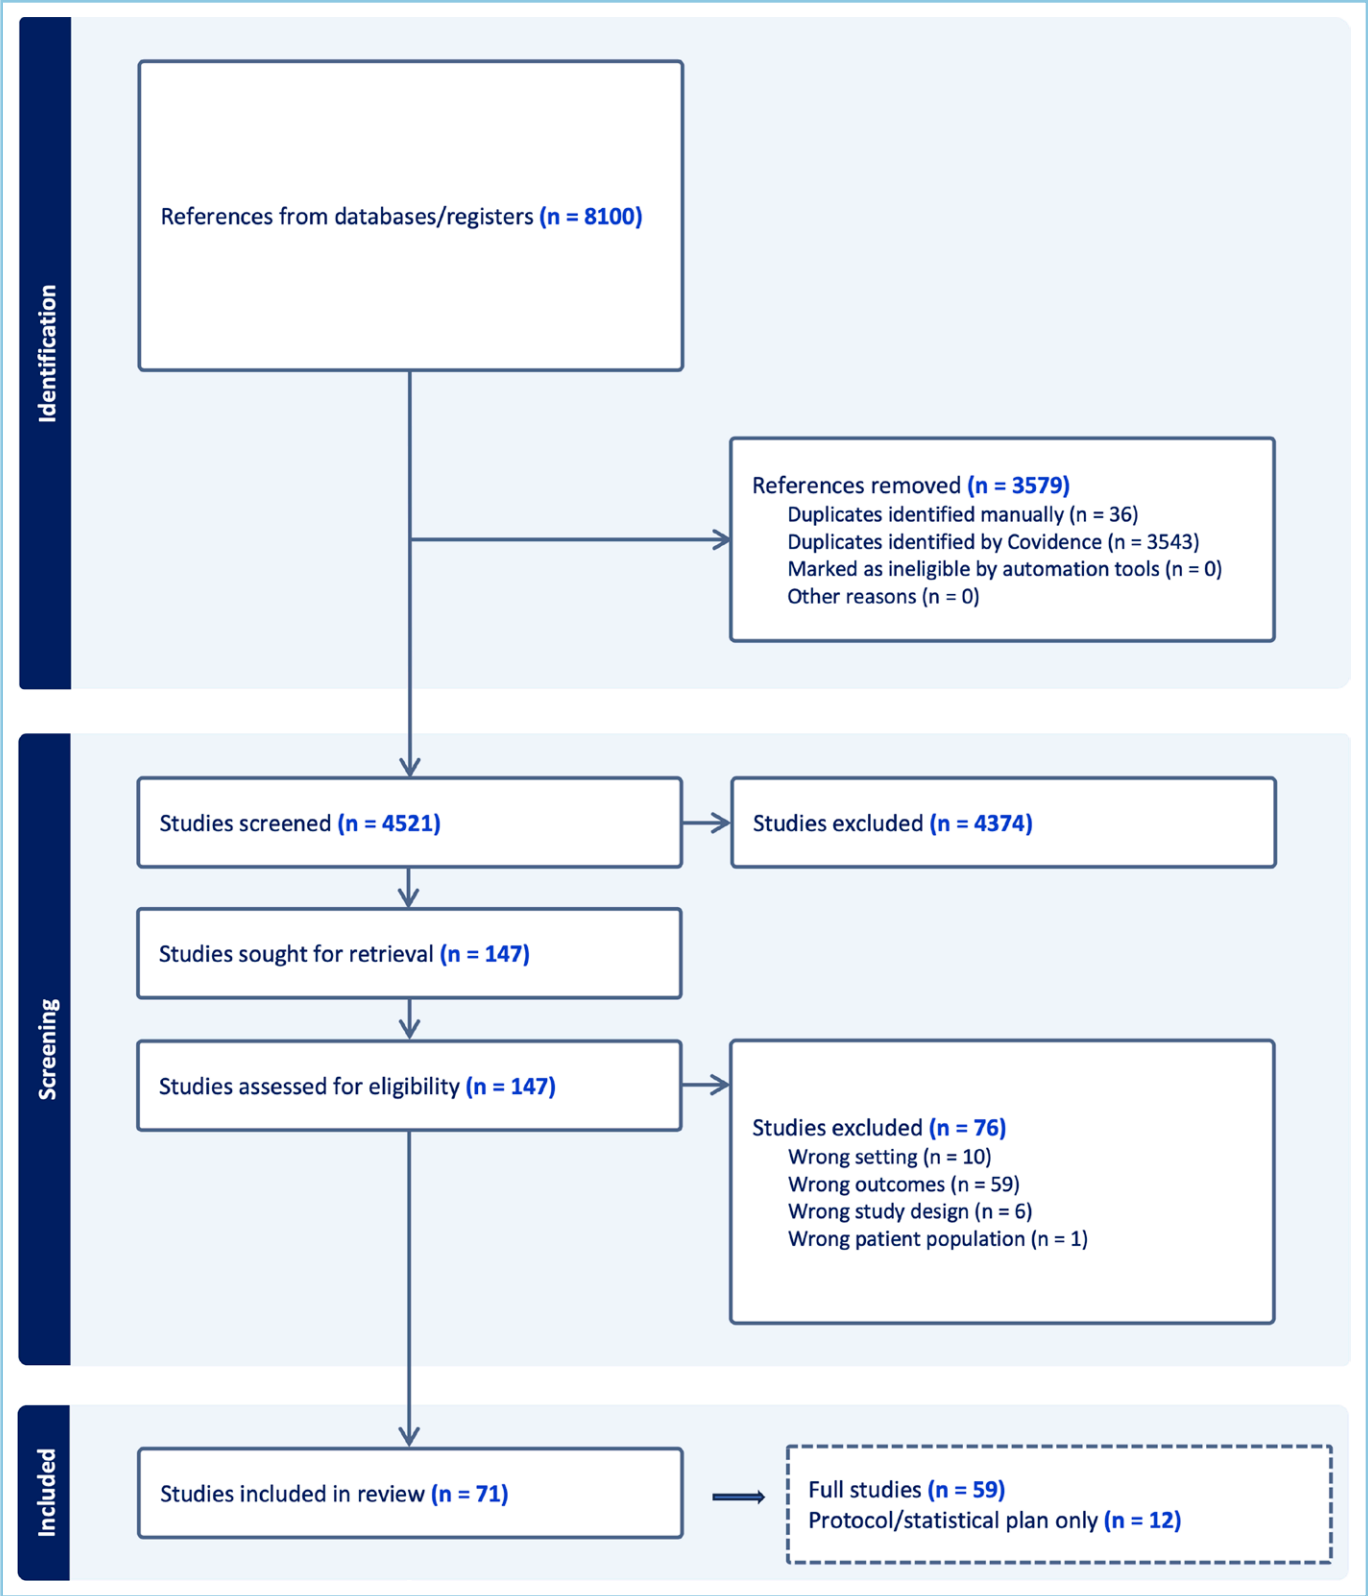 Identification
References from databases/registers (n = 8100)
References removed (n = 3579)
Duplicates identified manually (n = 36)
Duplicates identified by Covidence (n = 3543)
Marked as ineligible by automation tools (n = 0)
Other reasons (n = 0)
Screening
Studies screened (n = 4521)
Studies excluded (n = 4374)
Studies sought for retrieval (n = 147)
Studies assessed for eligibility (n = 147)
Studies excluded (n = 76)
Wrong setting (n = 10)
Wrong outcomes (n = 59)
Wrong study design (n = 6)
Wrong patient population (n = 1)
Included
Studies included in review (n = 71)
Full studies (n = 59)
Protocol/statistical plan only (n = 12)